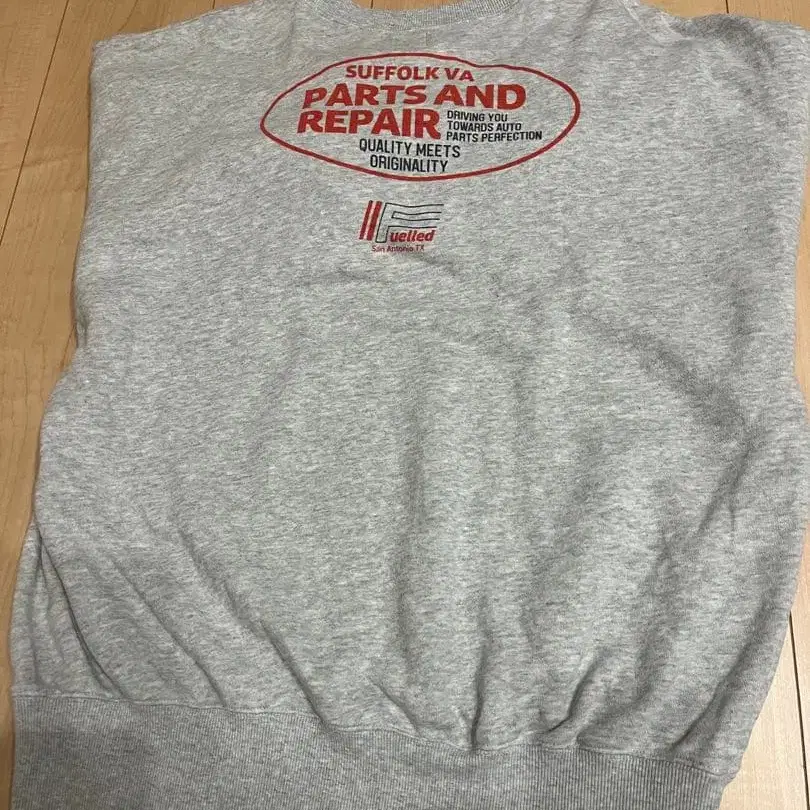 SUFFOLK VA
PARTS AND
REPAIR
DRIVING YOU
TOWARDS AUTO
PARTS PERFECTION
QUALITY MEETS
ORIGINALITY
Fuelled
San Antonio TX